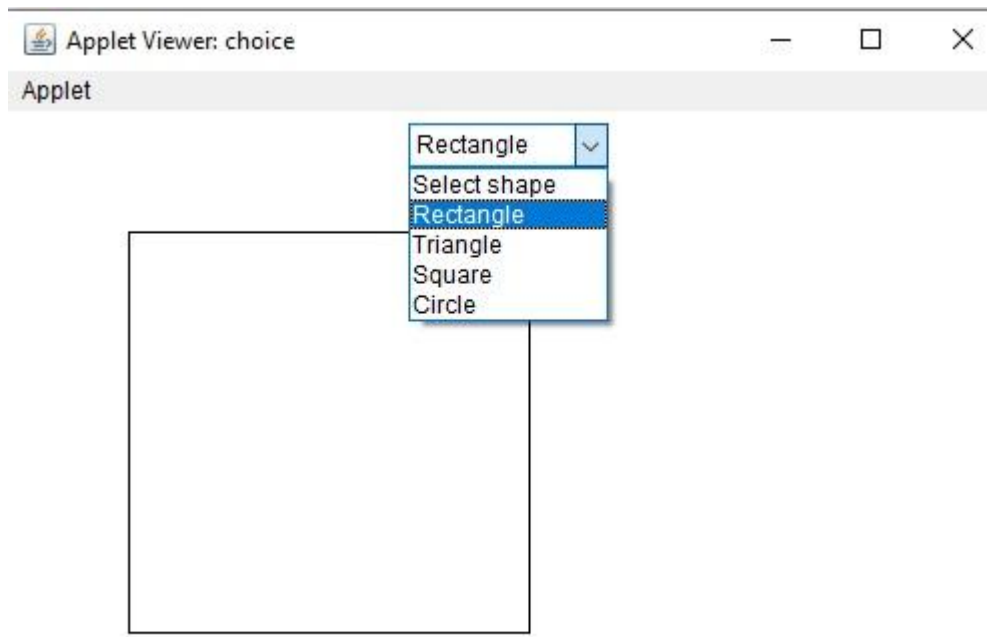 Applet Viewer: choice
Applet
Rectangle
Select shape
Rectangle
Triangle
Square
Circle